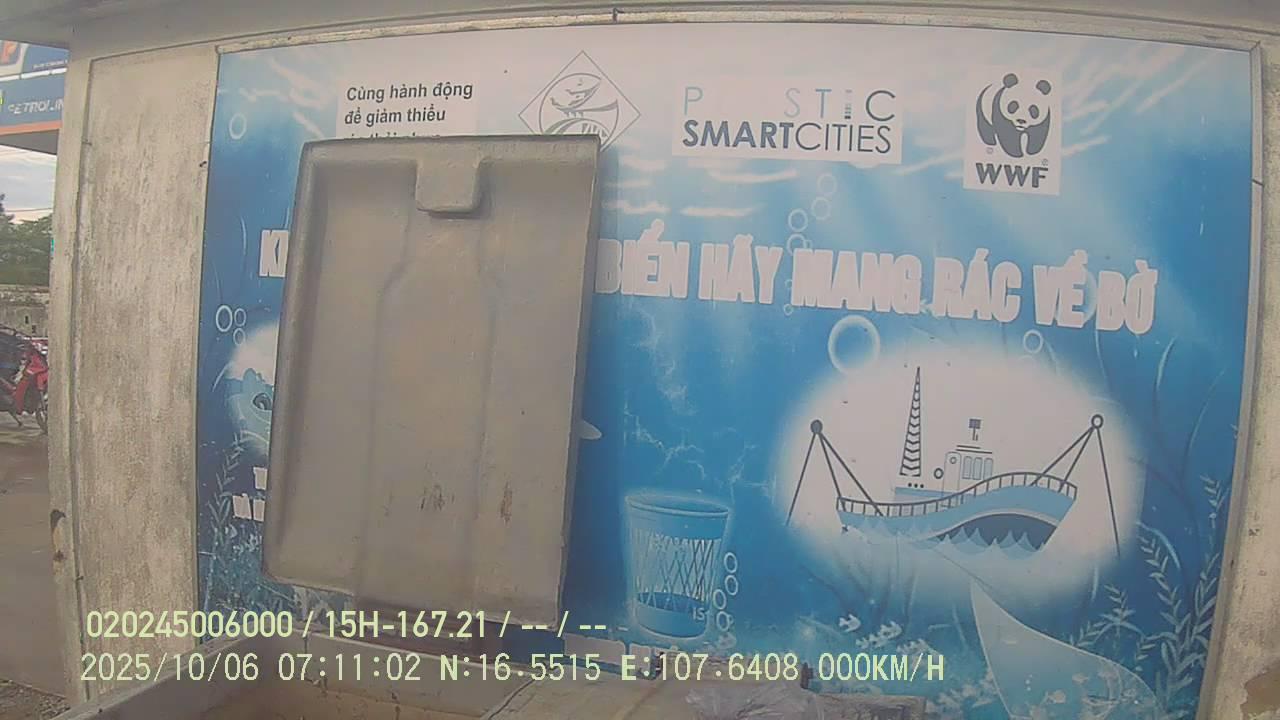 ETROLIM
Cùng hành động
để giảm thiểu
P STIC
SMARTCITIES
WWF
BIỂN HÃY MANG RÁC VỀ BỜ
020245006000 / 15H-167.21 / -- / --
2025/10/06 07:11:02 N:16.5515 E:107.6408 000KM/H